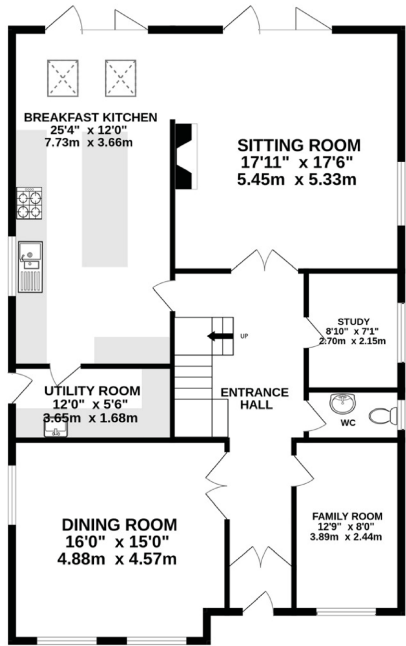 BREAKFAST KITCHEN
25'4" x 12'0"
7.73m x 3.66m
SITTING ROOM
17'11" x 17'6"
5.45m x 5.33m
STUDY
8'10" x 7'1"
2.70m x 2.15m
UP
UTILITY ROOM
12'0" x 5'6"
3.65m x 1.68m
ENTRANCE
HALL
WC
DINING ROOM
16'0" x 15'0"
4.88m x 4.57m
FAMILY ROOM
12'9" x 8'0"
3.89m x 2.44m